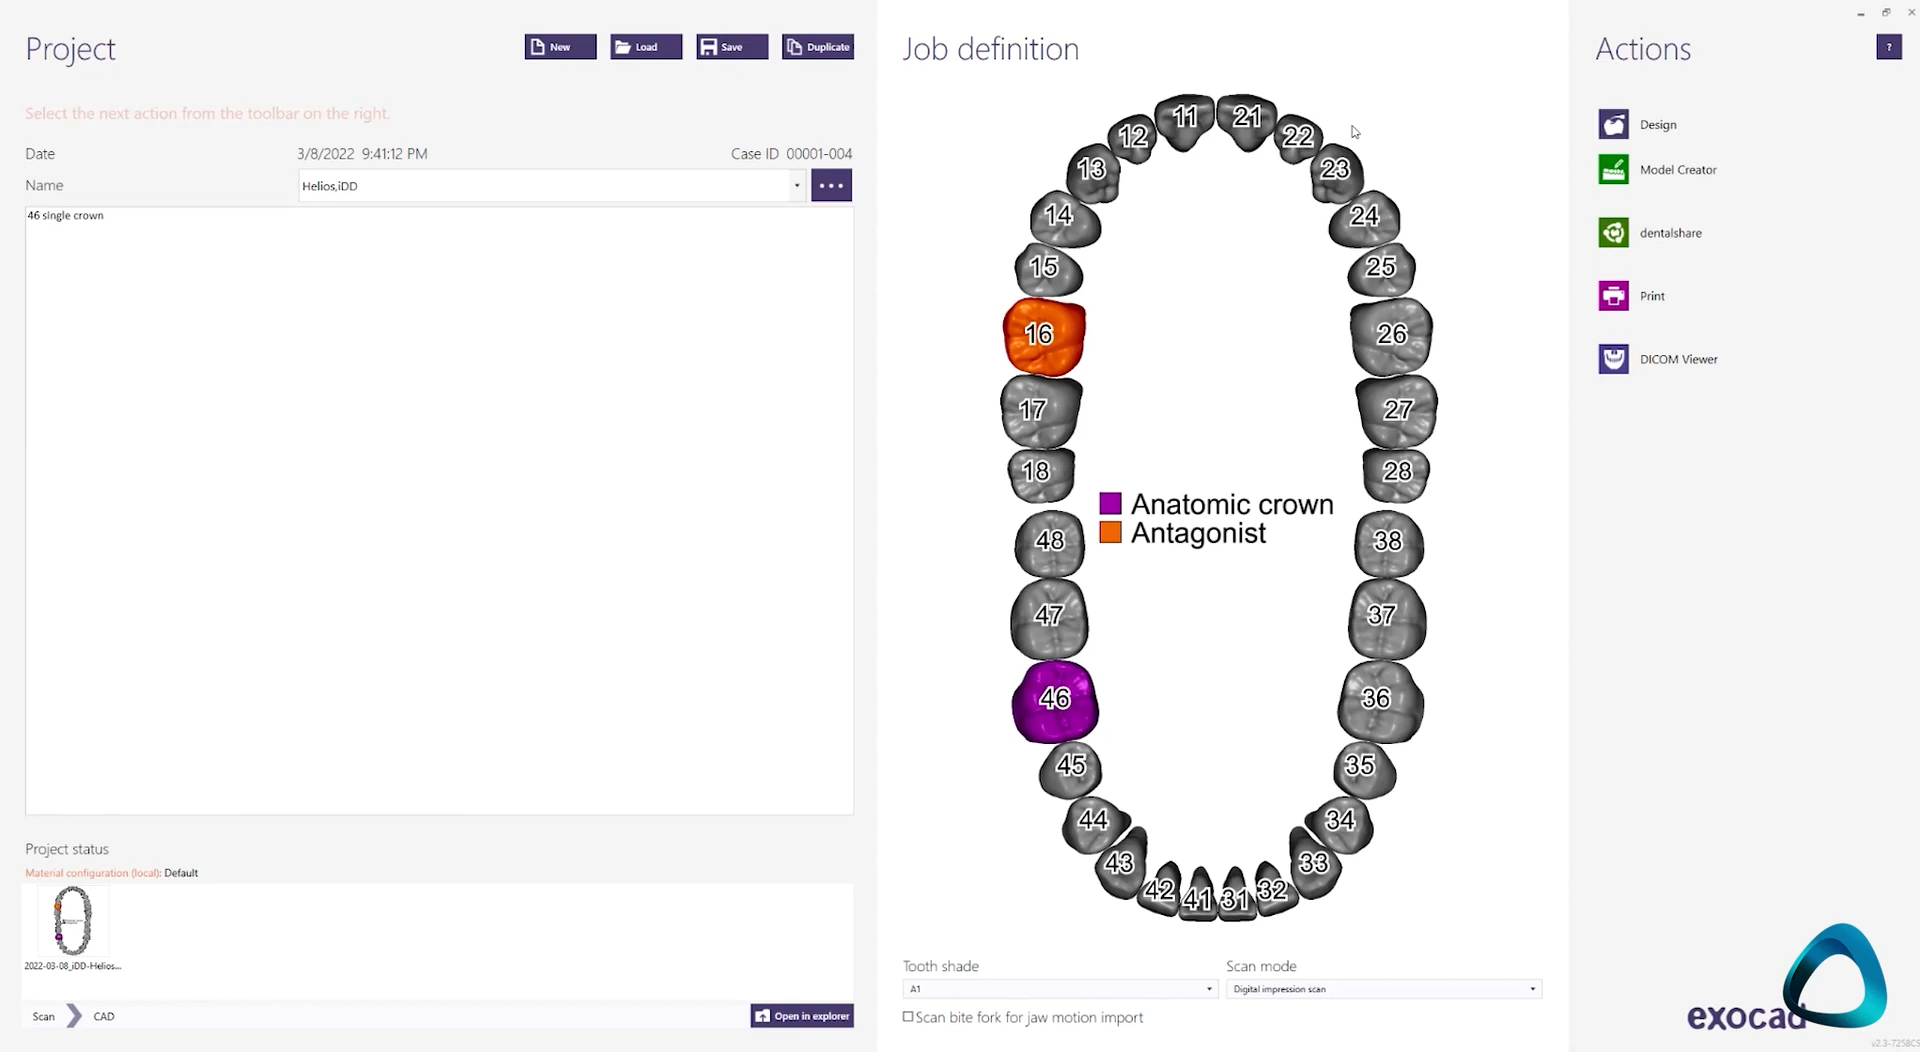 Project
New
Load
Save
Duplicate
Select the next action from the toolbar on the right.
Date
3/8/2022 9:41:12 PM
Case ID 00001-004
Name
Helios,iDD
46 single crown
Project status
Material configuration (local): Default
2022-03-08_iDD-Helios...
Scan
CAD
Open in explorer
Job definition
11 21
12 22
13 23
14 24
15 25
16 26
17 27
18 28
Anatomic crown
Antagonist
48 38
47 37
46 36
45 35
44 34
43 33
42 41 31 32
Tooth shade
A1
Scan mode
Digital impression scan
Scan bite fork for jaw motion import
Actions
?
Design
Model Creator
dentalshare
Print
DICOM Viewer
exocad
v2.3-7258CS